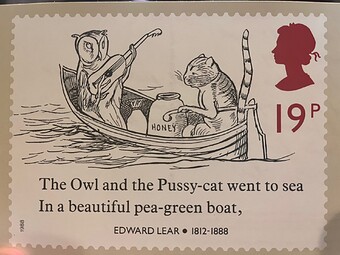 HONEY
19P
The Owl and the Pussy-cat went to sea
In a beautiful pea-green boat,
EDWARD LEAR ● 1812-1888
1988